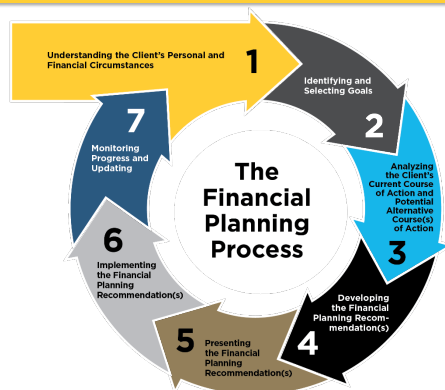 Understanding the Client's Personal and
Financial Circumstances
1
Identifying and
Selecting Goals
2
Analyzing
the Client's
Current Course
of Action and
Potential
Alternative
Course(s)
of Action
3
Developing
the Financial
Planning Recom-
mendation(s)
4
5
Presenting
the Financial
Planning
Recommendation(s)
6
Implementing
the Financial
Planning
Recommendation(s)
7
Monitoring
Progress and
Updating
The
Financial
Planning
Process